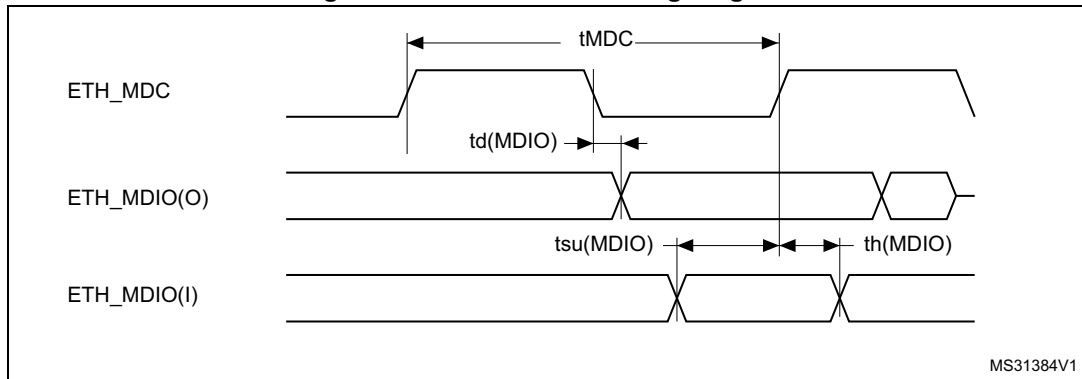 tMDC
ETH_MDC
td(MDIO)
ETH_MDIO(O)
tsu(MDIO) th(MDIO)
ETH_MDIO(I)
MS31384V1